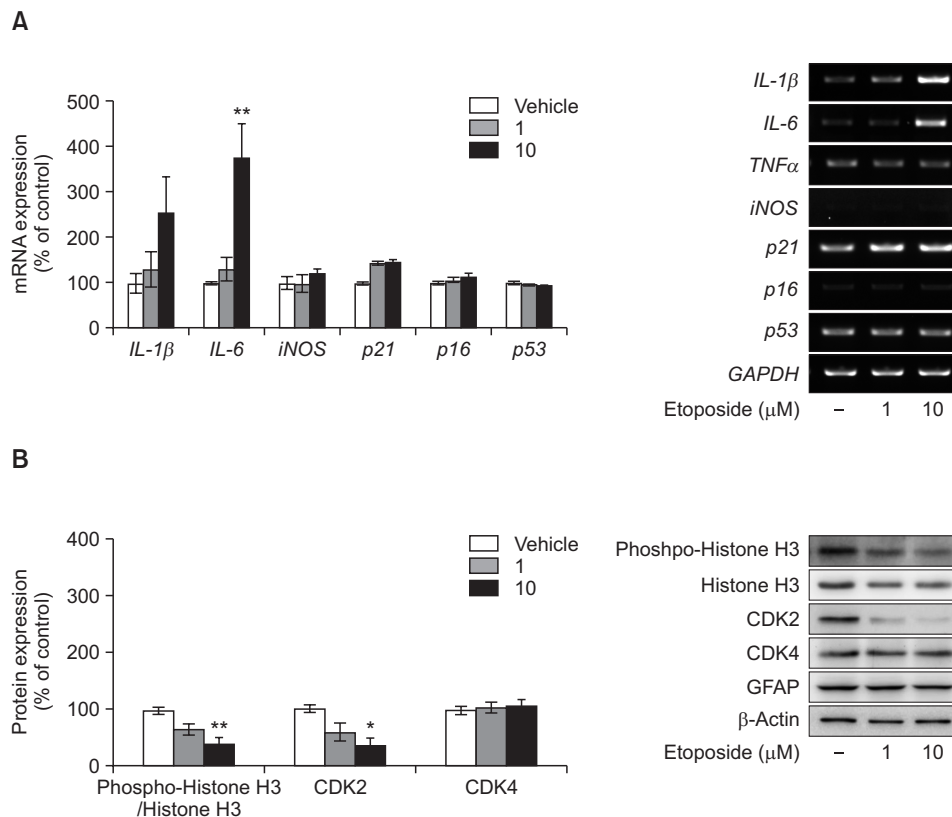 A
mRNA expression
(% of control)
500
400
300
200
100
0
**
Vehicle
1
10
IL-1β
IL-6
iNOS
p21
p16
p53
IL-1β
IL-6
TNFα
iNOS
p21
p16
p53
GAPDH
Etoposide (μM) – 1 10
B
Protein expression
(% of control)
400
300
200
100
0
**
*
Vehicle
1
10
Phospho-Histone H3
/Histone H3
CDK2
CDK4
Phoshpo-Histone H3
Histone H3
CDK2
CDK4
GFAP
β-Actin
Etoposide (μM) – 1 10